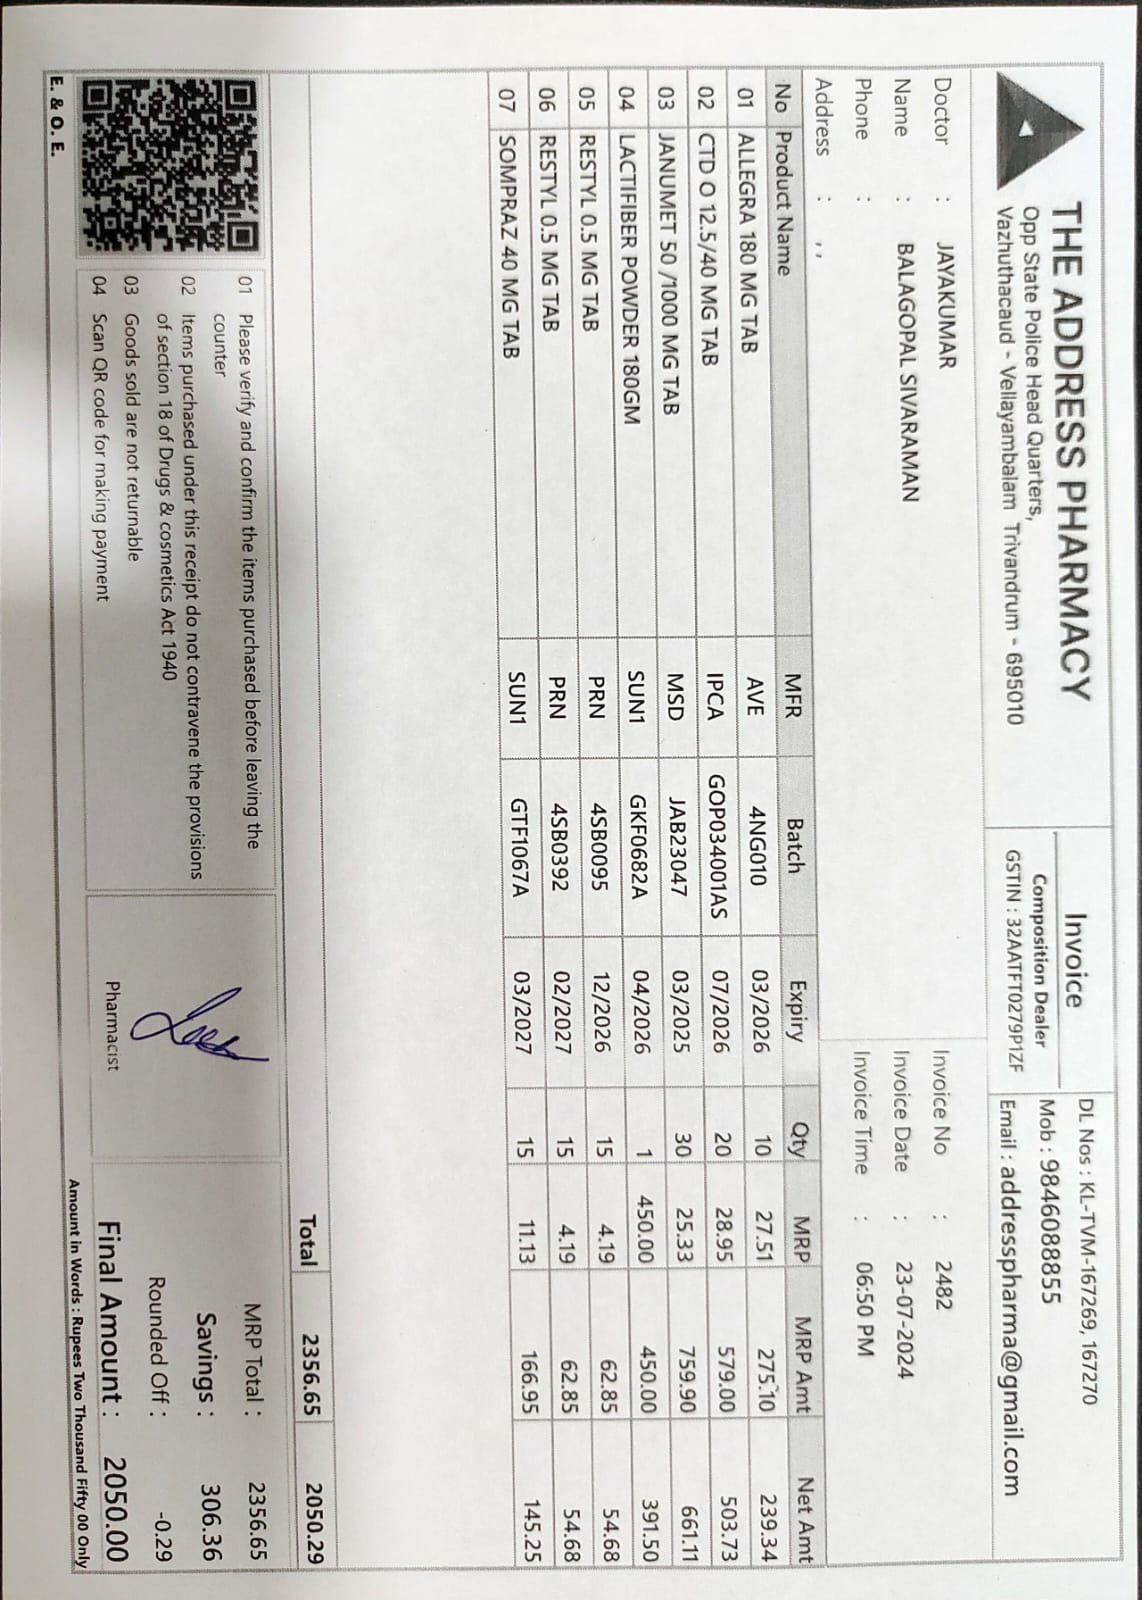 THE ADDRESS PHARMACY
Opp State Police Head Quarters,
Vazhuthacaud - Vellayambalam Trivandrum - 695010
Invoice
Composition Dealer
GSTIN : 32AATFT0279P1ZF
DL Nos : KL-TVM-167269, 167270
Mob : 9846088855
Email : addresspharma@gmail.com
Doctor : JAYAKUMAR
Name : BALAGOPAL SIVARAMAN
Phone :
Address : , ,
Invoice No : 2482
Invoice Date : 23-07-2024
Invoice Time : 06:50 PM
No Product Name MFR Batch Expiry Qty MRP MRP Amt Net Amt
01 ALLEGRA 180 MG TAB AVE 4NG010 03/2026 10 27.51 275.10 239.34
02 CTD O 12.5/40 MG TAB IPCA GOP034001AS 07/2026 20 28.95 579.00 503.73
03 JANUMET 50 /1000 MG TAB MSD JAB23047 03/2025 30 25.33 759.90 661.11
04 LACTIFIBER POWDER 180GM SUN1 GKF0682A 04/2026 1 450.00 450.00 391.50
05 RESTYL 0.5 MG TAB PRN 4SB0095 12/2026 15 4.19 62.85 54.68
06 RESTYL 0.5 MG TAB PRN 4SB0392 02/2027 15 4.19 62.85 54.68
07 SOMPRAZ 40 MG TAB SUN1 GTF1067A 03/2027 15 11.13 166.95 145.25
Total 2356.65 2050.29
01 Please verify and confirm the items purchased before leaving the
counter
02 Items purchased under this receipt do not contravene the provisions
of section 18 of Drugs & cosmetics Act 1940
03 Goods sold are not returnable
04 Scan QR code for making payment
Pharmacist
MRP Total : 2356.65
Savings : 306.36
Rounded Off : -0.29
Final Amount : 2050.00
Amount in Words : Rupees Two Thousand Fifty 00 Only
E. & O. E.